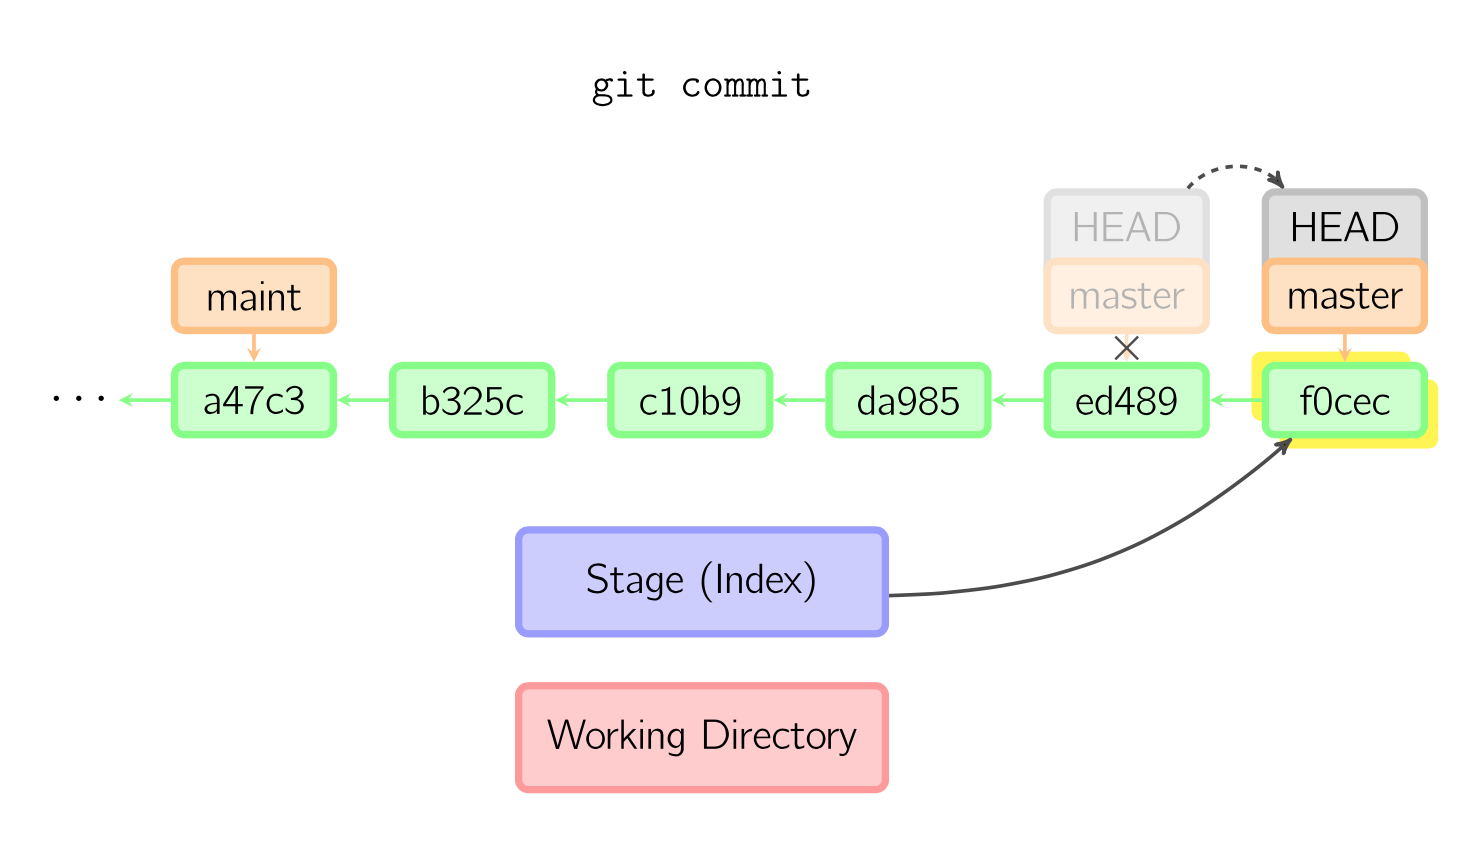 git commit
HEAD HEAD
maint master master
... a47c3 b325c c10b9 da985 ed489 f0cec
Stage (Index)
Working Directory